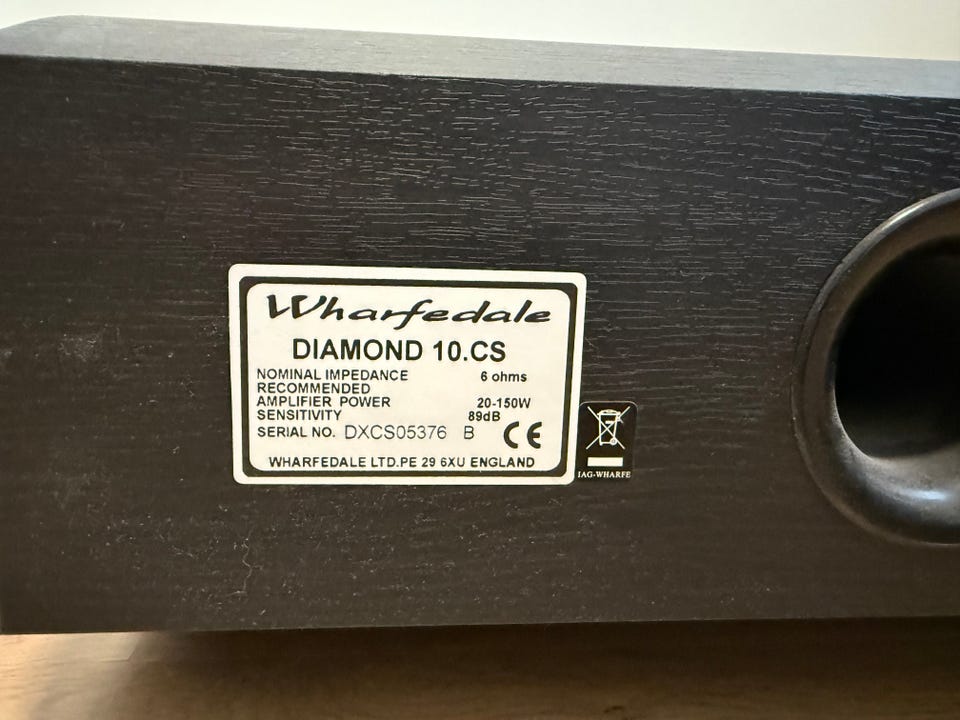 Wharfedale
DIAMOND 10.CS
NOMINAL IMPEDANCE 6 ohms
RECOMMENDED
AMPLIFIER POWER 20-150W
SENSITIVITY 89dB
SERIAL NO. DXCS05376 B CE
WHARFEDALE LTD.PE 29 6XU ENGLAND
IAG-WHARFE